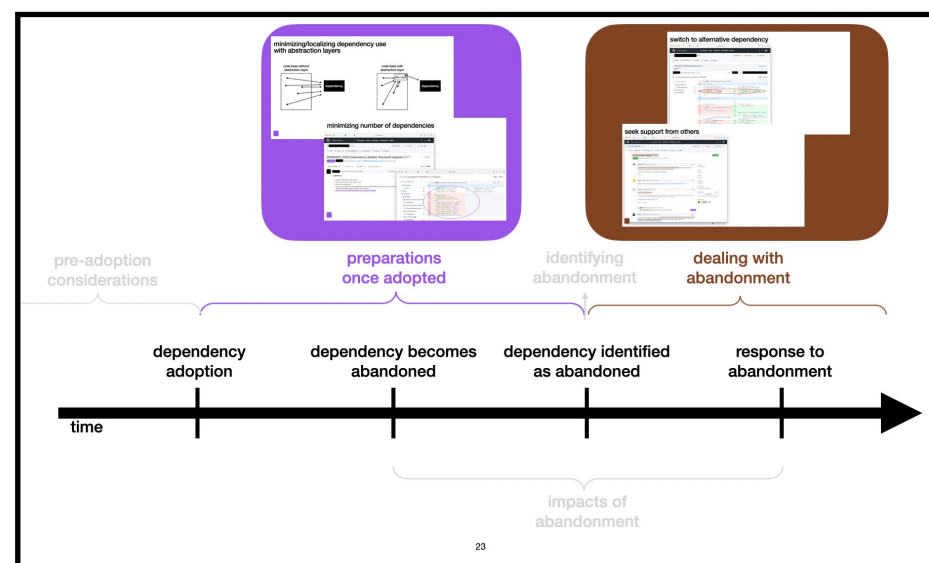 minimizing/localizing dependency use
with abstraction layers
code base without
abstraction layer
dependency
code base with
abstraction layer
dependency
minimizing number of dependencies
switch to alternative dependency
seek support from others
pre-adoption
considerations
preparations
once adopted
identifying
abandonment
dealing with
abandonment
dependency
adoption
dependency becomes
abandoned
dependency identified
as abandoned
response to
abandonment
time
impacts of
abandonment
23